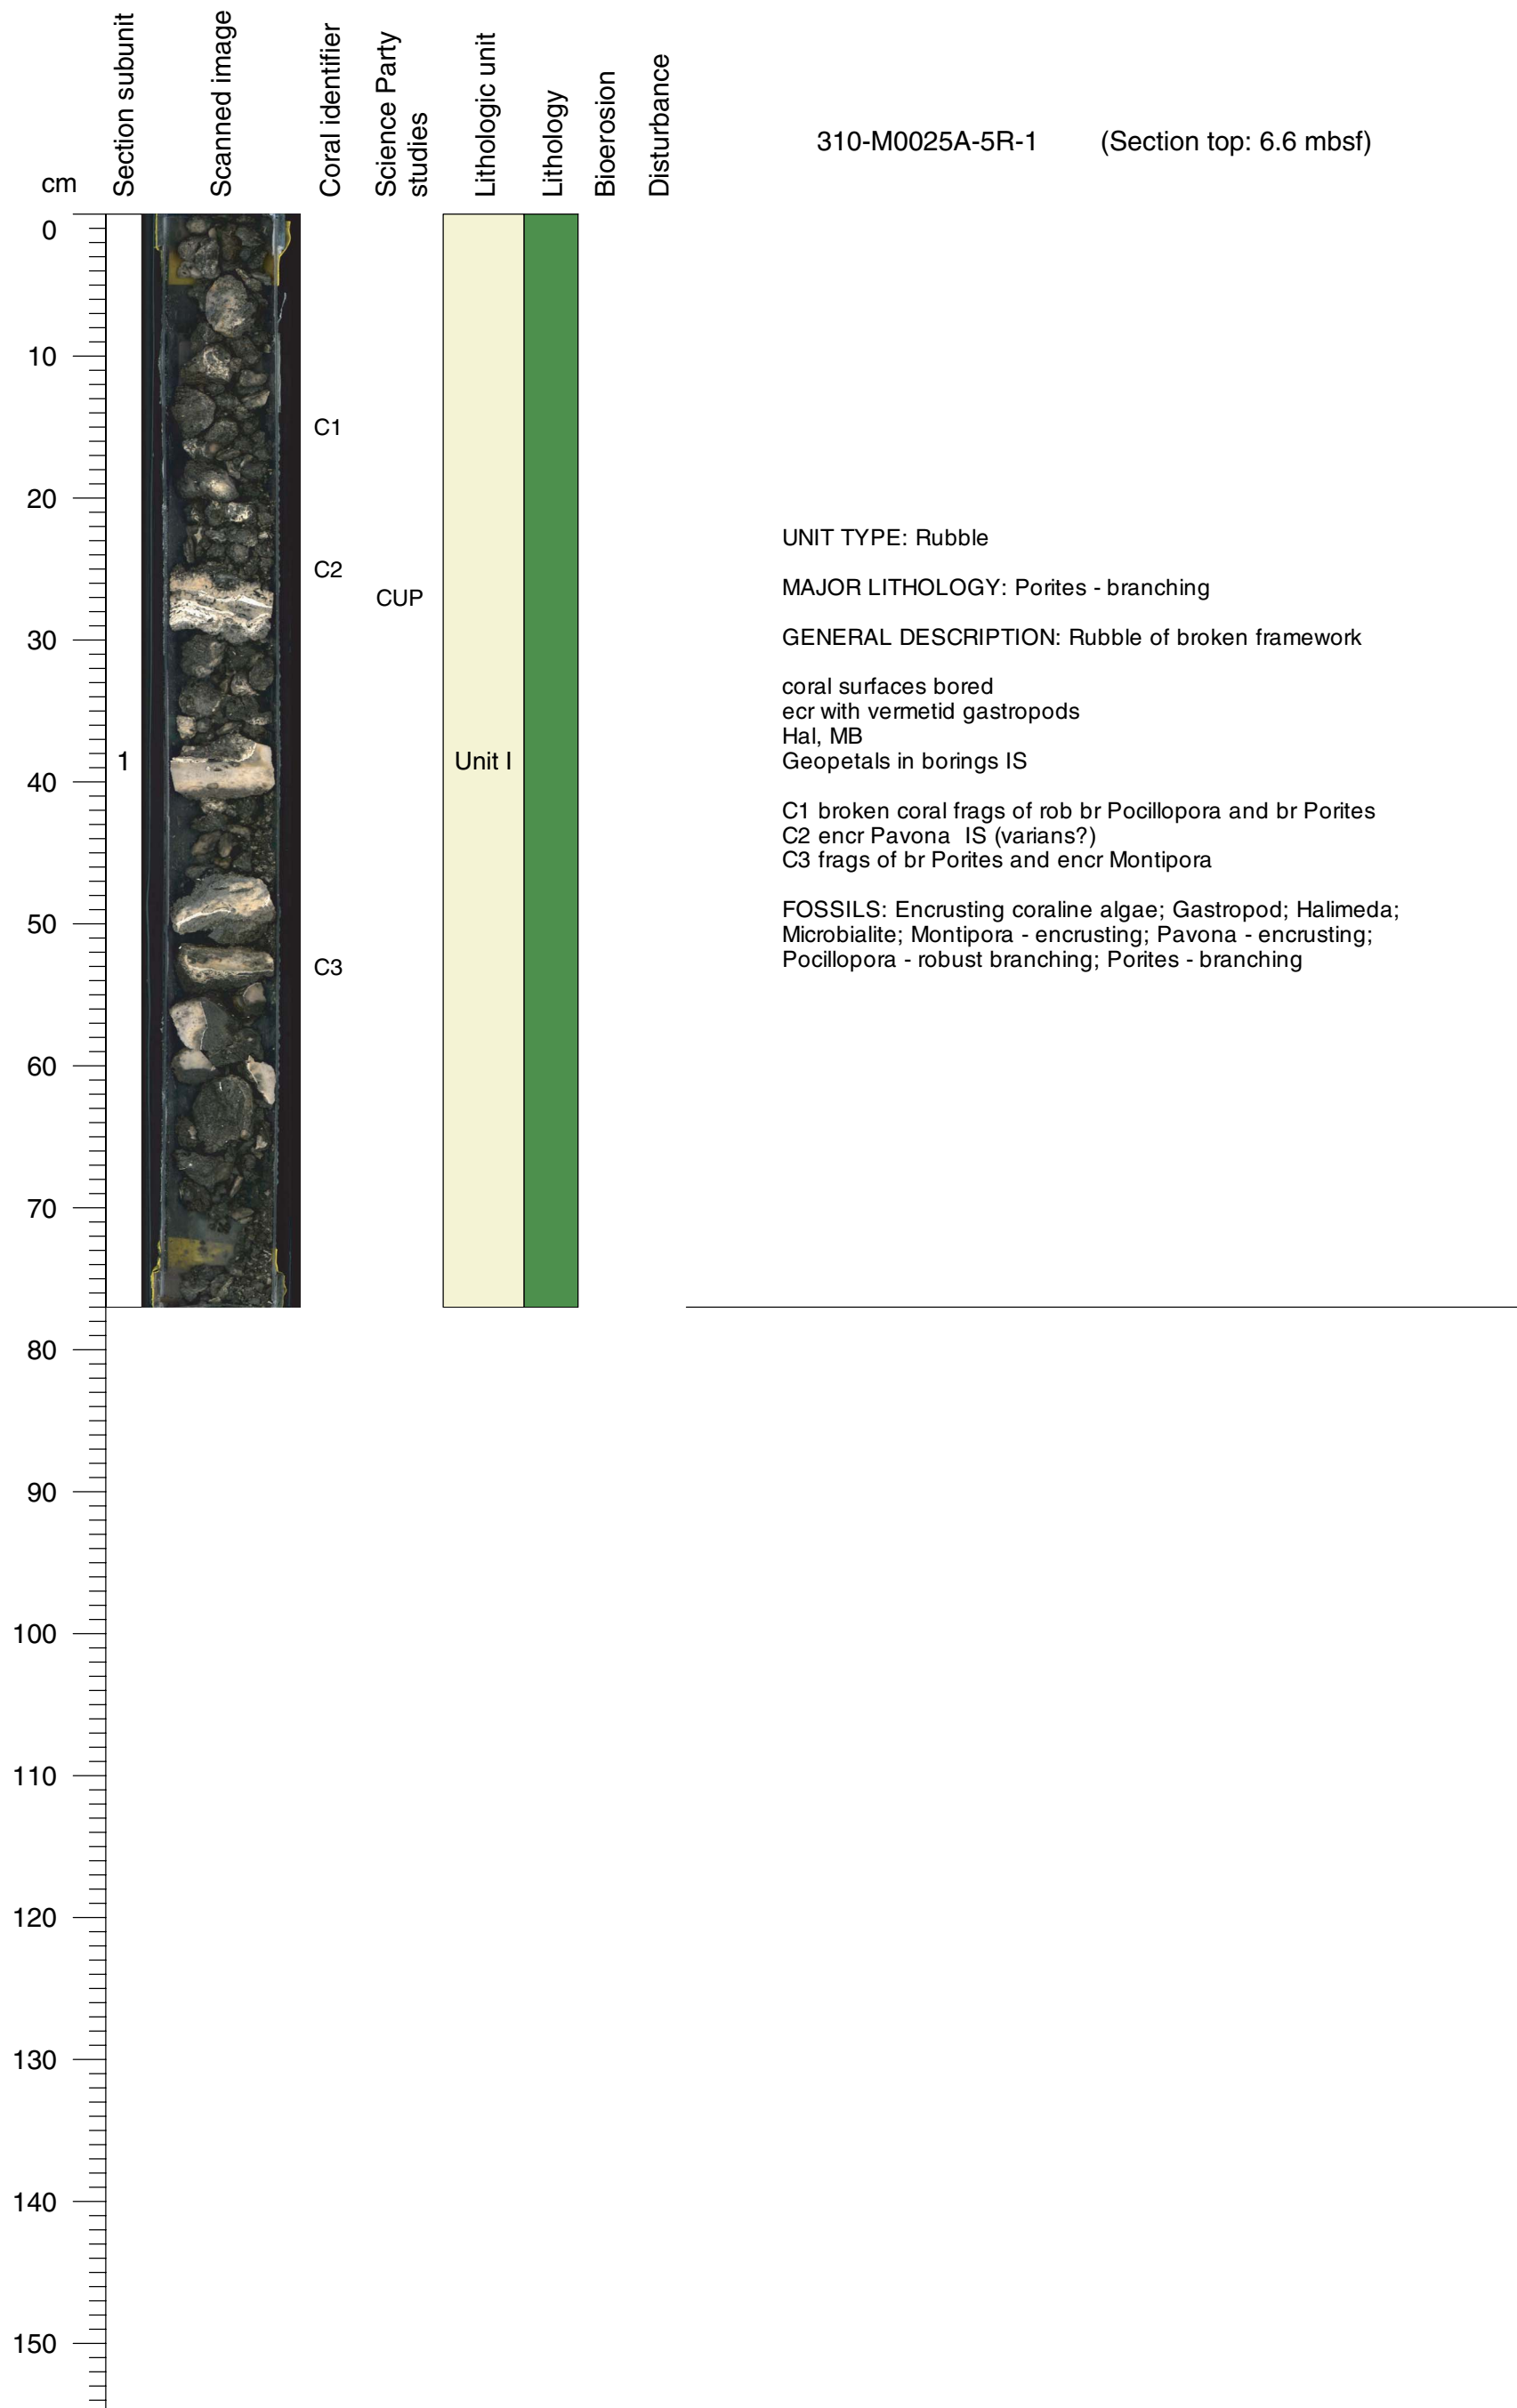 Section subunit
Scanned image
Coral identifier
Science Party
studies
Lithologic unit
Lithology
Bioerosion
Disturbance
310-M0025A-5R-1 (Section top: 6.6 mbsf)
cm
0
10
C1
20
UNIT TYPE: Rubble
C2
CUP
MAJOR LITHOLOGY: Porites - branching
30
GENERAL DESCRIPTION: Rubble of broken framework
coral surfaces bored
ecr with vermetid gastropods
Hal, MB
1
Unit I
Geopetals in borings IS
40
C1 broken coral frags of rob br Pocillopora and br Porites
C2 encr Pavona IS (varians?)
C3 frags of br Porites and encr Montipora
50
FOSSILS: Encrusting coraline algae; Gastropod; Halimeda;
Microbialite; Montipora - encrusting; Pavona - encrusting;
Pocillopora - robust branching; Porites - branching
C3
60
70
80
90
100
110
120
130
140
150